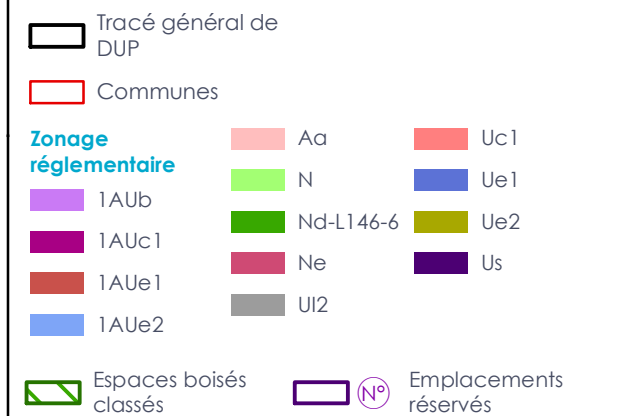 Tracé général de
DUP
Communes
Zonage
réglementaire
1AUb
1AUc1
1AUe1
1AUe2
Aa
N
Nd-L146-6
Ne
Ul2
Uc1
Ue1
Ue2
Us
Espaces boisés
classés
N°
Emplacements
réservés